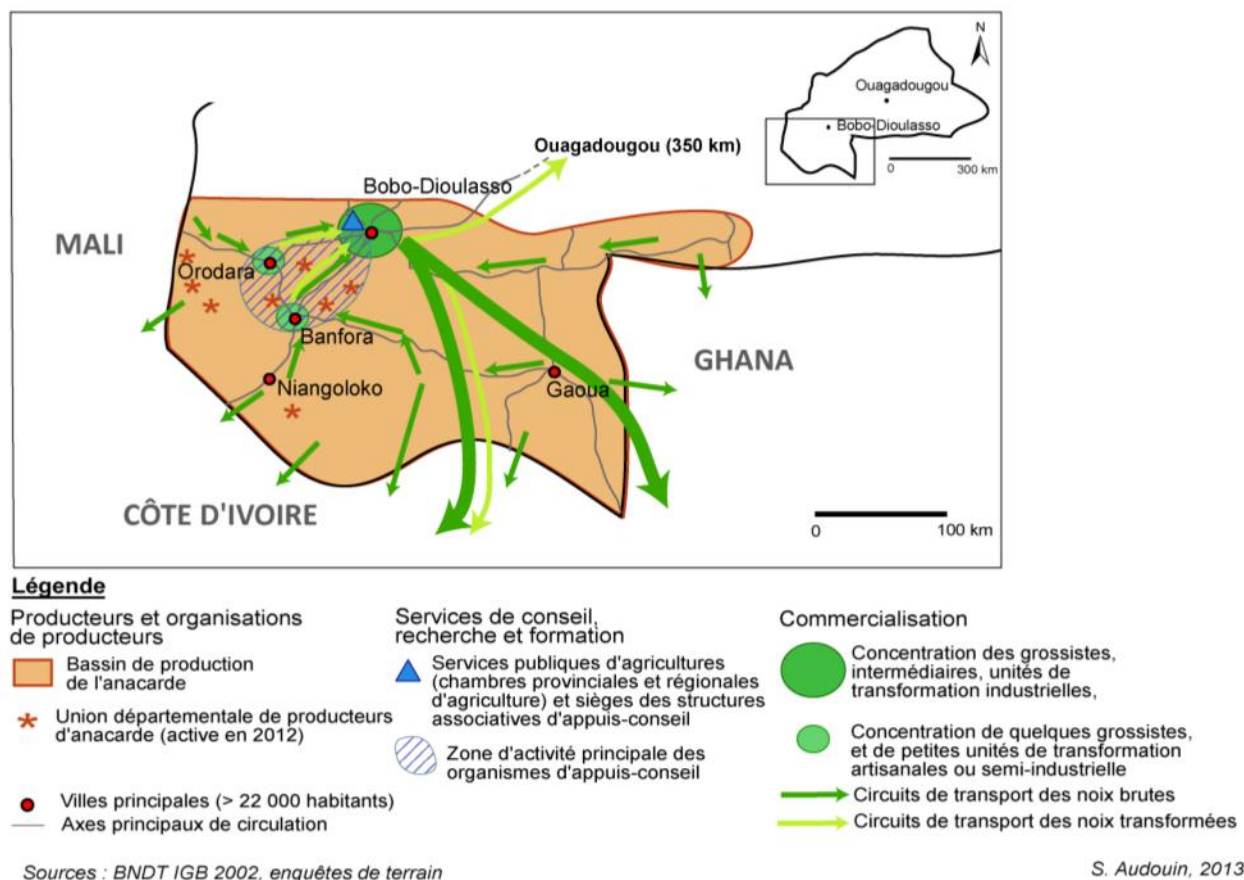 N
Ouagadougou
Bobo-Dioulasso
0 300 km
Ouagadougou (350 km)
Bobo-Dioulasso
MALI
Orodara
Banfora
GHANA
Niangoloko
Gaoua
CÔTE D'IVOIRE
0 100 km
Légende
Producteurs et organisations
de producteurs
Bassin de production
de l'anacarde
Union départementale de producteurs
d'anacarde (active en 2012)
Villes principales (> 22 000 habitants)
Axes principaux de circulation
Services de conseil,
recherche et formation
Services publiques d'agricultures
(chambres provinciales et régionales
d'agriculture) et sièges des structures
associatives d'appuis-conseil
Zone d'activité principale des
organismes d'appuis-conseil
Commercialisation
Concentration des grossistes,
intermédiaires, unités de
transformation industrielles,
Concentration de quelques grossistes,
et de petites unités de transformation
artisanales ou semi-industrielle
Circuits de transport des noix brutes
Circuits de transport des noix transformées
Sources : BNDT IGB 2002, enquêtes de terrain
S. Audouin, 2013